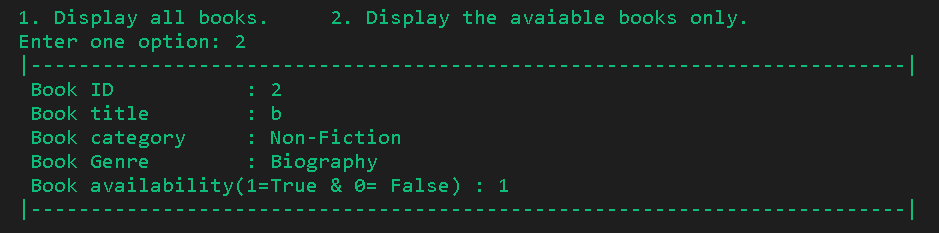 1. Display all books.     2. Display the avaiable books only.
Enter one option: 2
|-------------------------------------------------------------------------|
 Book ID           : 2
 Book title        : b
 Book category     : Non-Fiction
 Book Genre        : Biography
 Book availability(1=True & 0= False) : 1
|-------------------------------------------------------------------------|